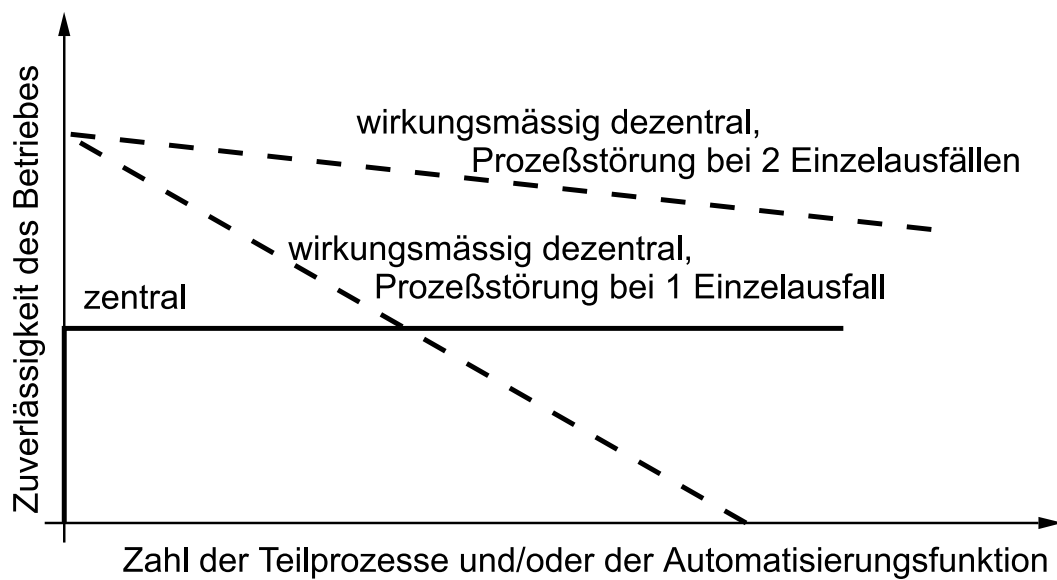 Zuverlässigkeit des Betriebes
wirkungsmässig dezentral,
Prozeßstörung bei 2 Einzelausfällen
wirkungsmässig dezentral,
Prozeßstörung bei 1 Einzelausfall
zentral
Zahl der Teilprozesse und/oder der Automatisierungsfunktion